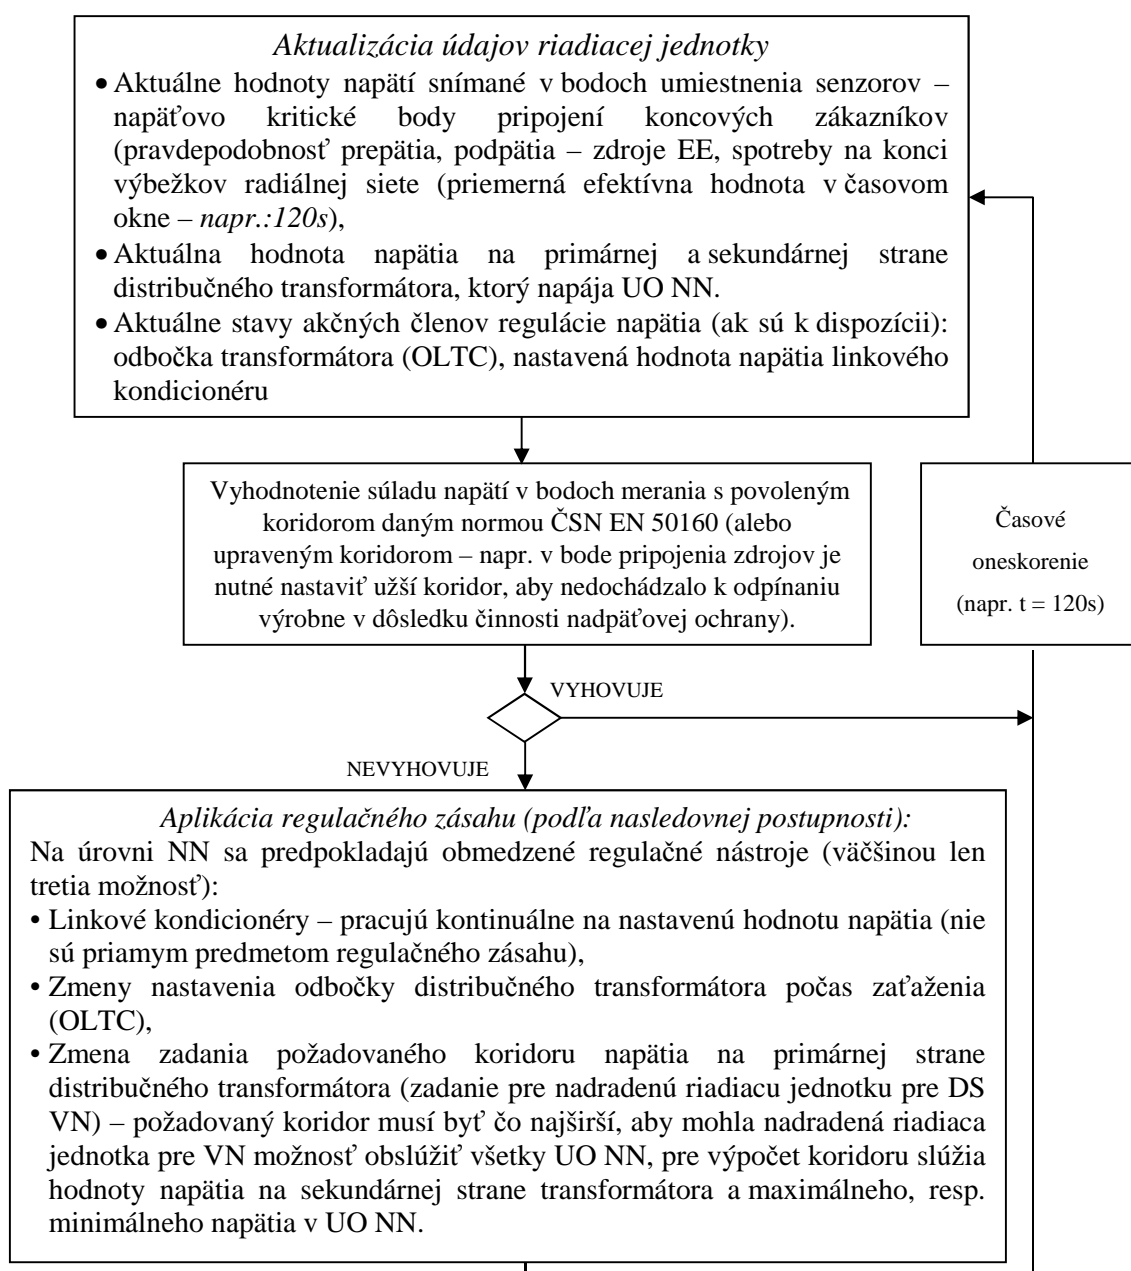 Aktualizácia údajov riadiacej jednotky
• Aktuálne hodnoty napätí snímané v bodoch umiestnenia senzorov –
napäťovo kritické body pripojení koncových zákazníkov
(pravdepodobnosť prepätia, podpätia – zdroje EE, spotreby na konci
výbežkov radiálnej siete (priemerná efektívna hodnota v časovom
okne – napr.:120s),
• Aktuálna hodnota napätia na primárnej a sekundárnej strane
distribučného transformátora, ktorý napája UO NN.
• Aktuálne stavy akčných členov regulácie napätia (ak sú k dispozícii):
odbočka transformátora (OLTC), nastavená hodnota napätia linkového
kondicionéru
Vyhodnotenie súladu napätí v bodoch merania s povoleným
koridorom daným normou ČSN EN 50160 (alebo
upraveným koridorom – napr. v bode pripojenia zdrojov je
nutné nastaviť užší koridor, aby nedochádzalo k odpínaniu
výrobne v dôsledku činnosti nadpäťovej ochrany).
Časové
oneskorenie
(napr. t = 120s)
VYHOVUJE
NEVYHOVUJE
Aplikácia regulačného zásahu (podľa nasledovnej postupnosti):
Na úrovni NN sa predpokladajú obmedzené regulačné nástroje (väčšinou len
tretia možnosť):
• Linkové kondicionéry – pracujú kontinuálne na nastavenú hodnotu napätia (nie
sú priamym predmetom regulačného zásahu),
• Zmeny nastavenia odbočky distribučného transformátora počas zaťaženia
(OLTC),
• Zmena zadania požadovaného koridoru napätia na primárnej strane
distribučného transformátora (zadanie pre nadradenú riadiacu jednotku pre DS
VN) – požadovaný koridor musí byť čo najširší, aby mohla nadradená riadiaca
jednotka pre VN možnosť obslúžiť všetky UO NN, pre výpočet koridoru slúžia
hodnoty napätia na sekundárnej strane transformátora a maximálneho, resp.
minimálneho napätia v UO NN.